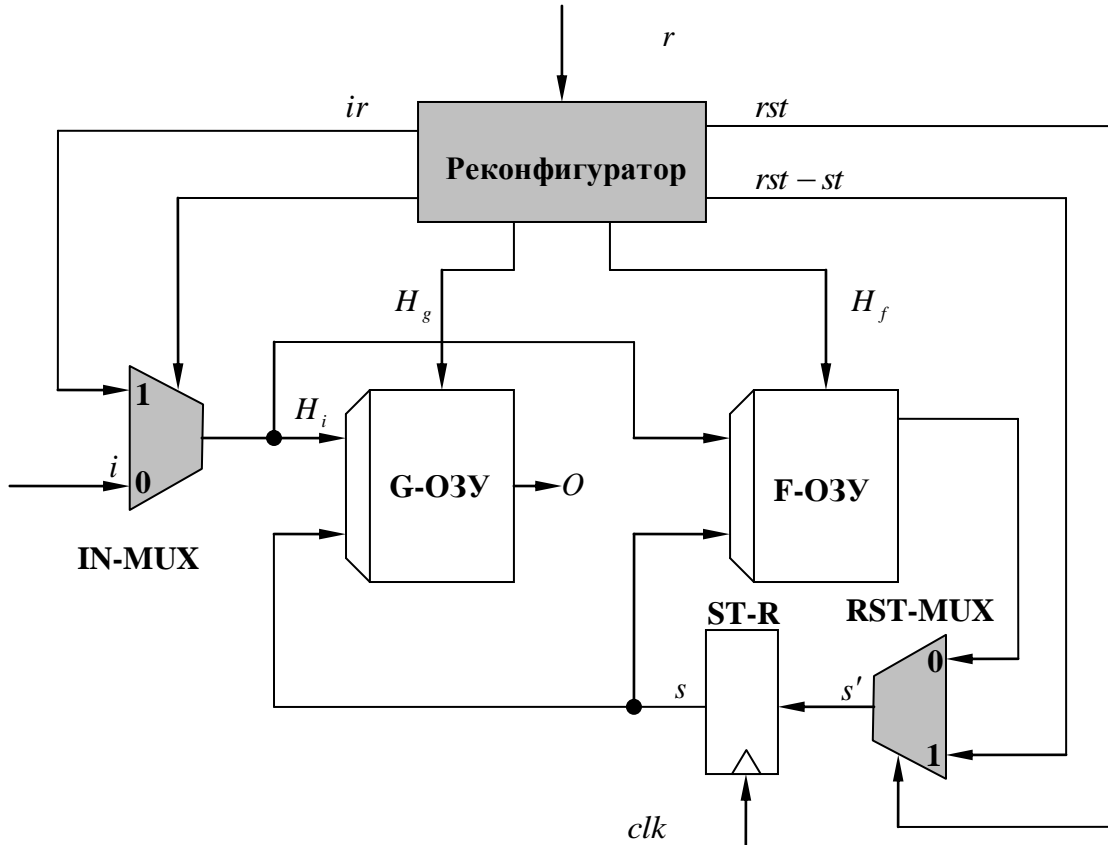 r
ir
rst
Реконфигуратор
rst − st
H_g
H_f
1
H_i
i
0
G-ОЗУ
O
F-ОЗУ
IN-MUX
ST-R
RST-MUX
0
s
s′
1
clk